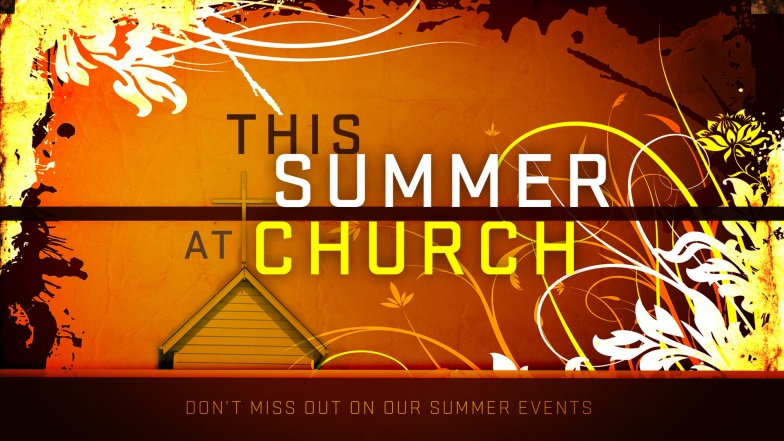 THIS
SUMMER
AT CHURCH
DON'T MISS OUT ON OUR SUMMER EVENTS